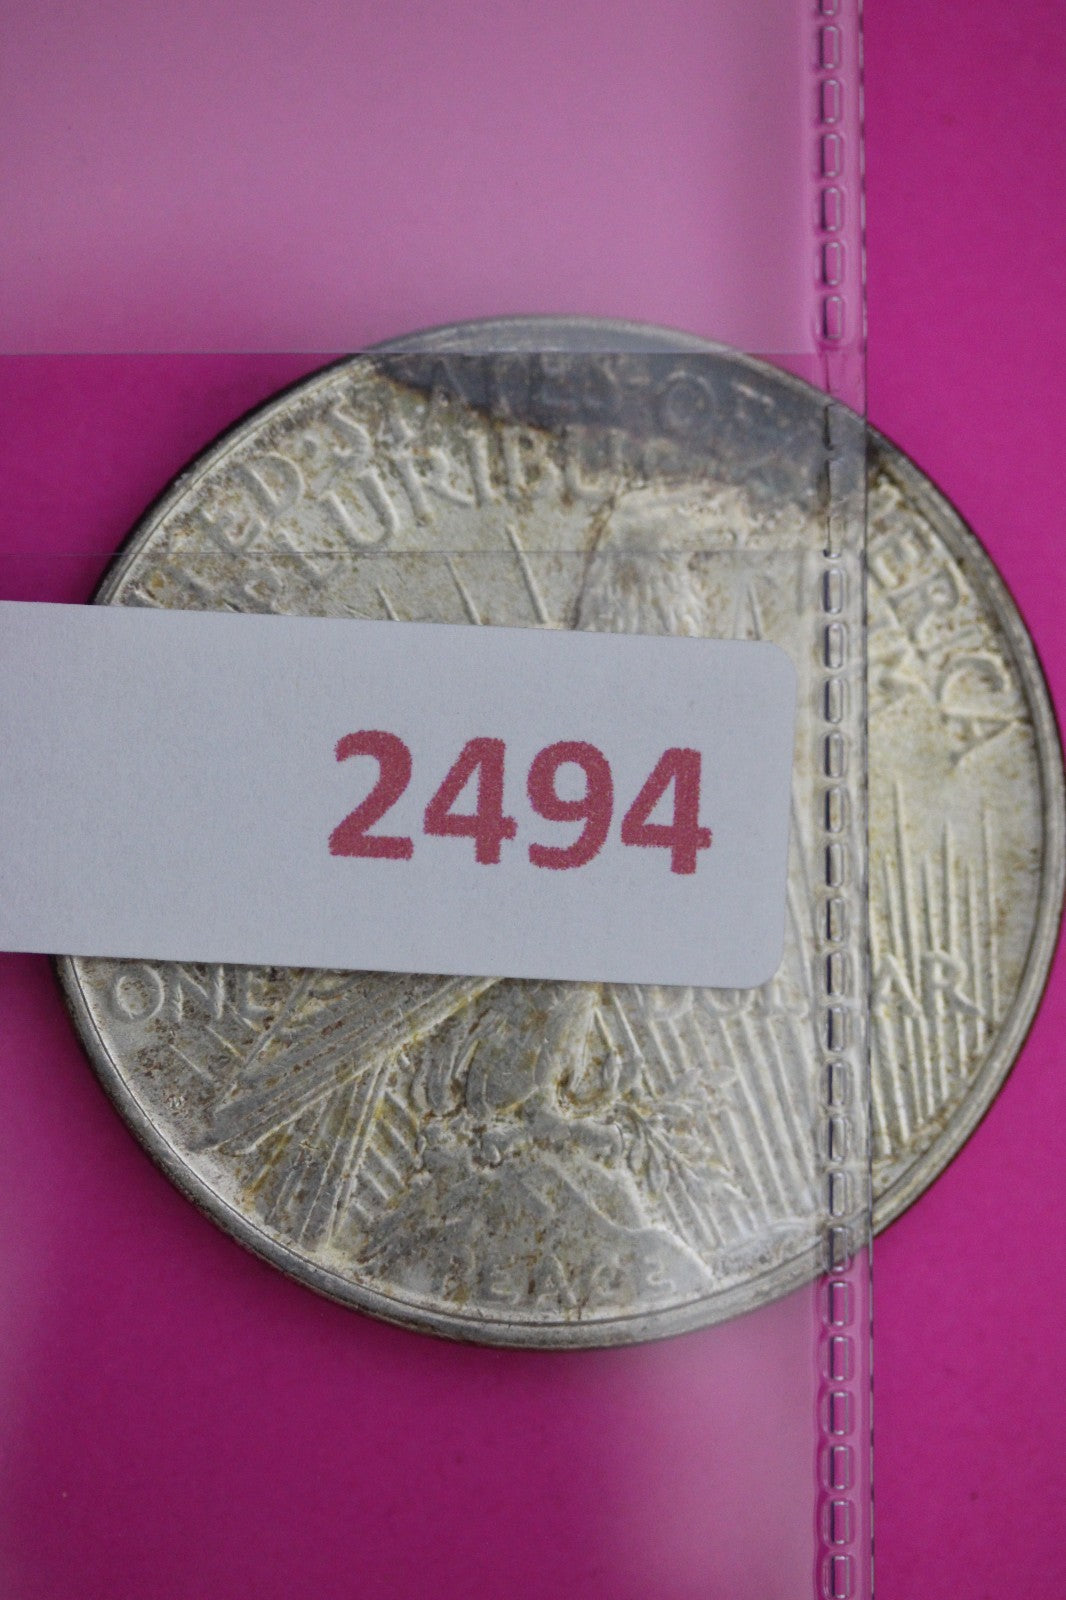 UNITED·STATES·OF AMERICA
PLURIBUS
2494
ONE DOLLAR
PEACE